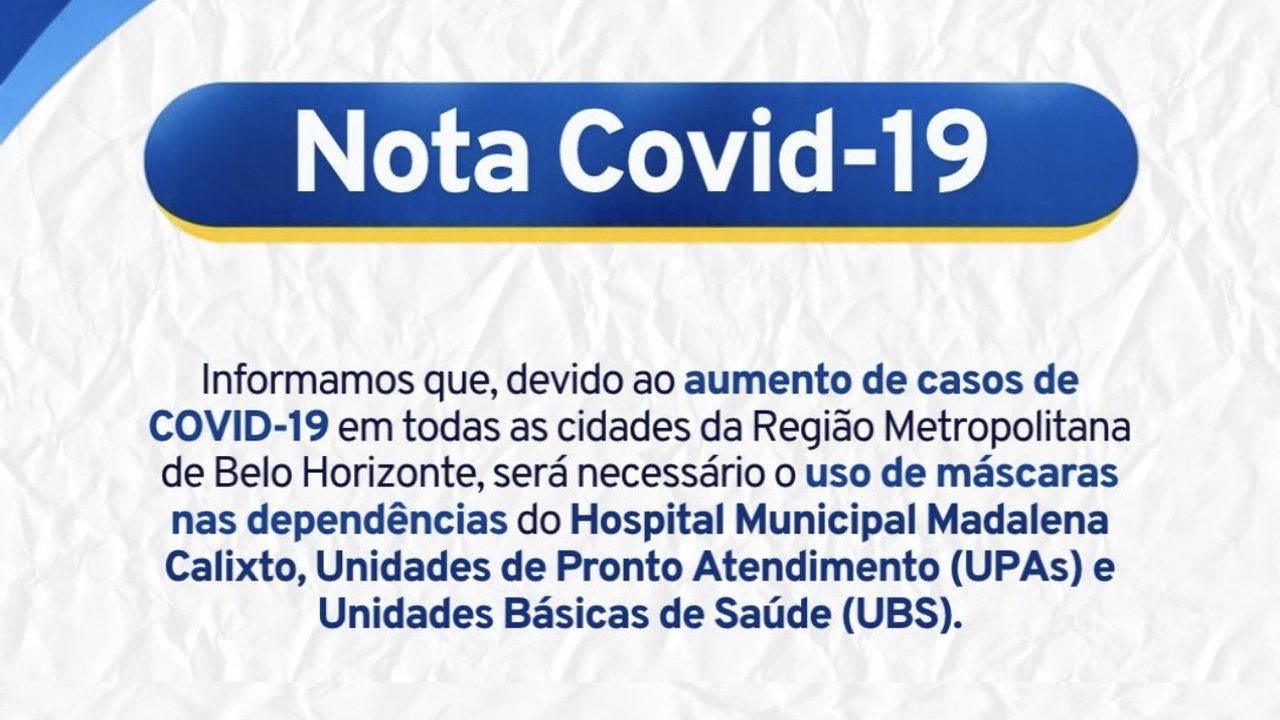 Nota Covid-19
Informamos que, devido ao aumento de casos de
COVID-19 em todas as cidades da Região Metropolitana
de Belo Horizonte, será necessário o uso de máscaras
nas dependências do Hospital Municipal Madalena
Calixto, Unidades de Pronto Atendimento (UPAs) e
Unidades Básicas de Saúde (UBS).